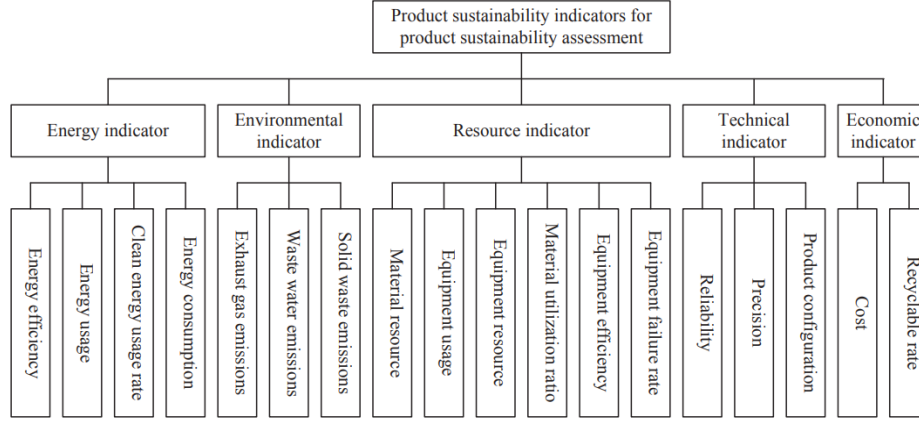 Product sustainability indicators for
product sustainability assessment
Energy indicator
Environmental
indicator
Resource indicator
Technical
indicator
Economic
indicator
Energy efficiency
Energy usage
Clean energy usage rate
Energy consumption
Exhaust gas emissions
Waste water emissions
Solid waste emissions
Material resource
Equipment usage
Equipment resource
Material utilization ratio
Equipment efficiency
Equipment failure rate
Reliability
Precision
Product configuration
Cost
Recyclable rate